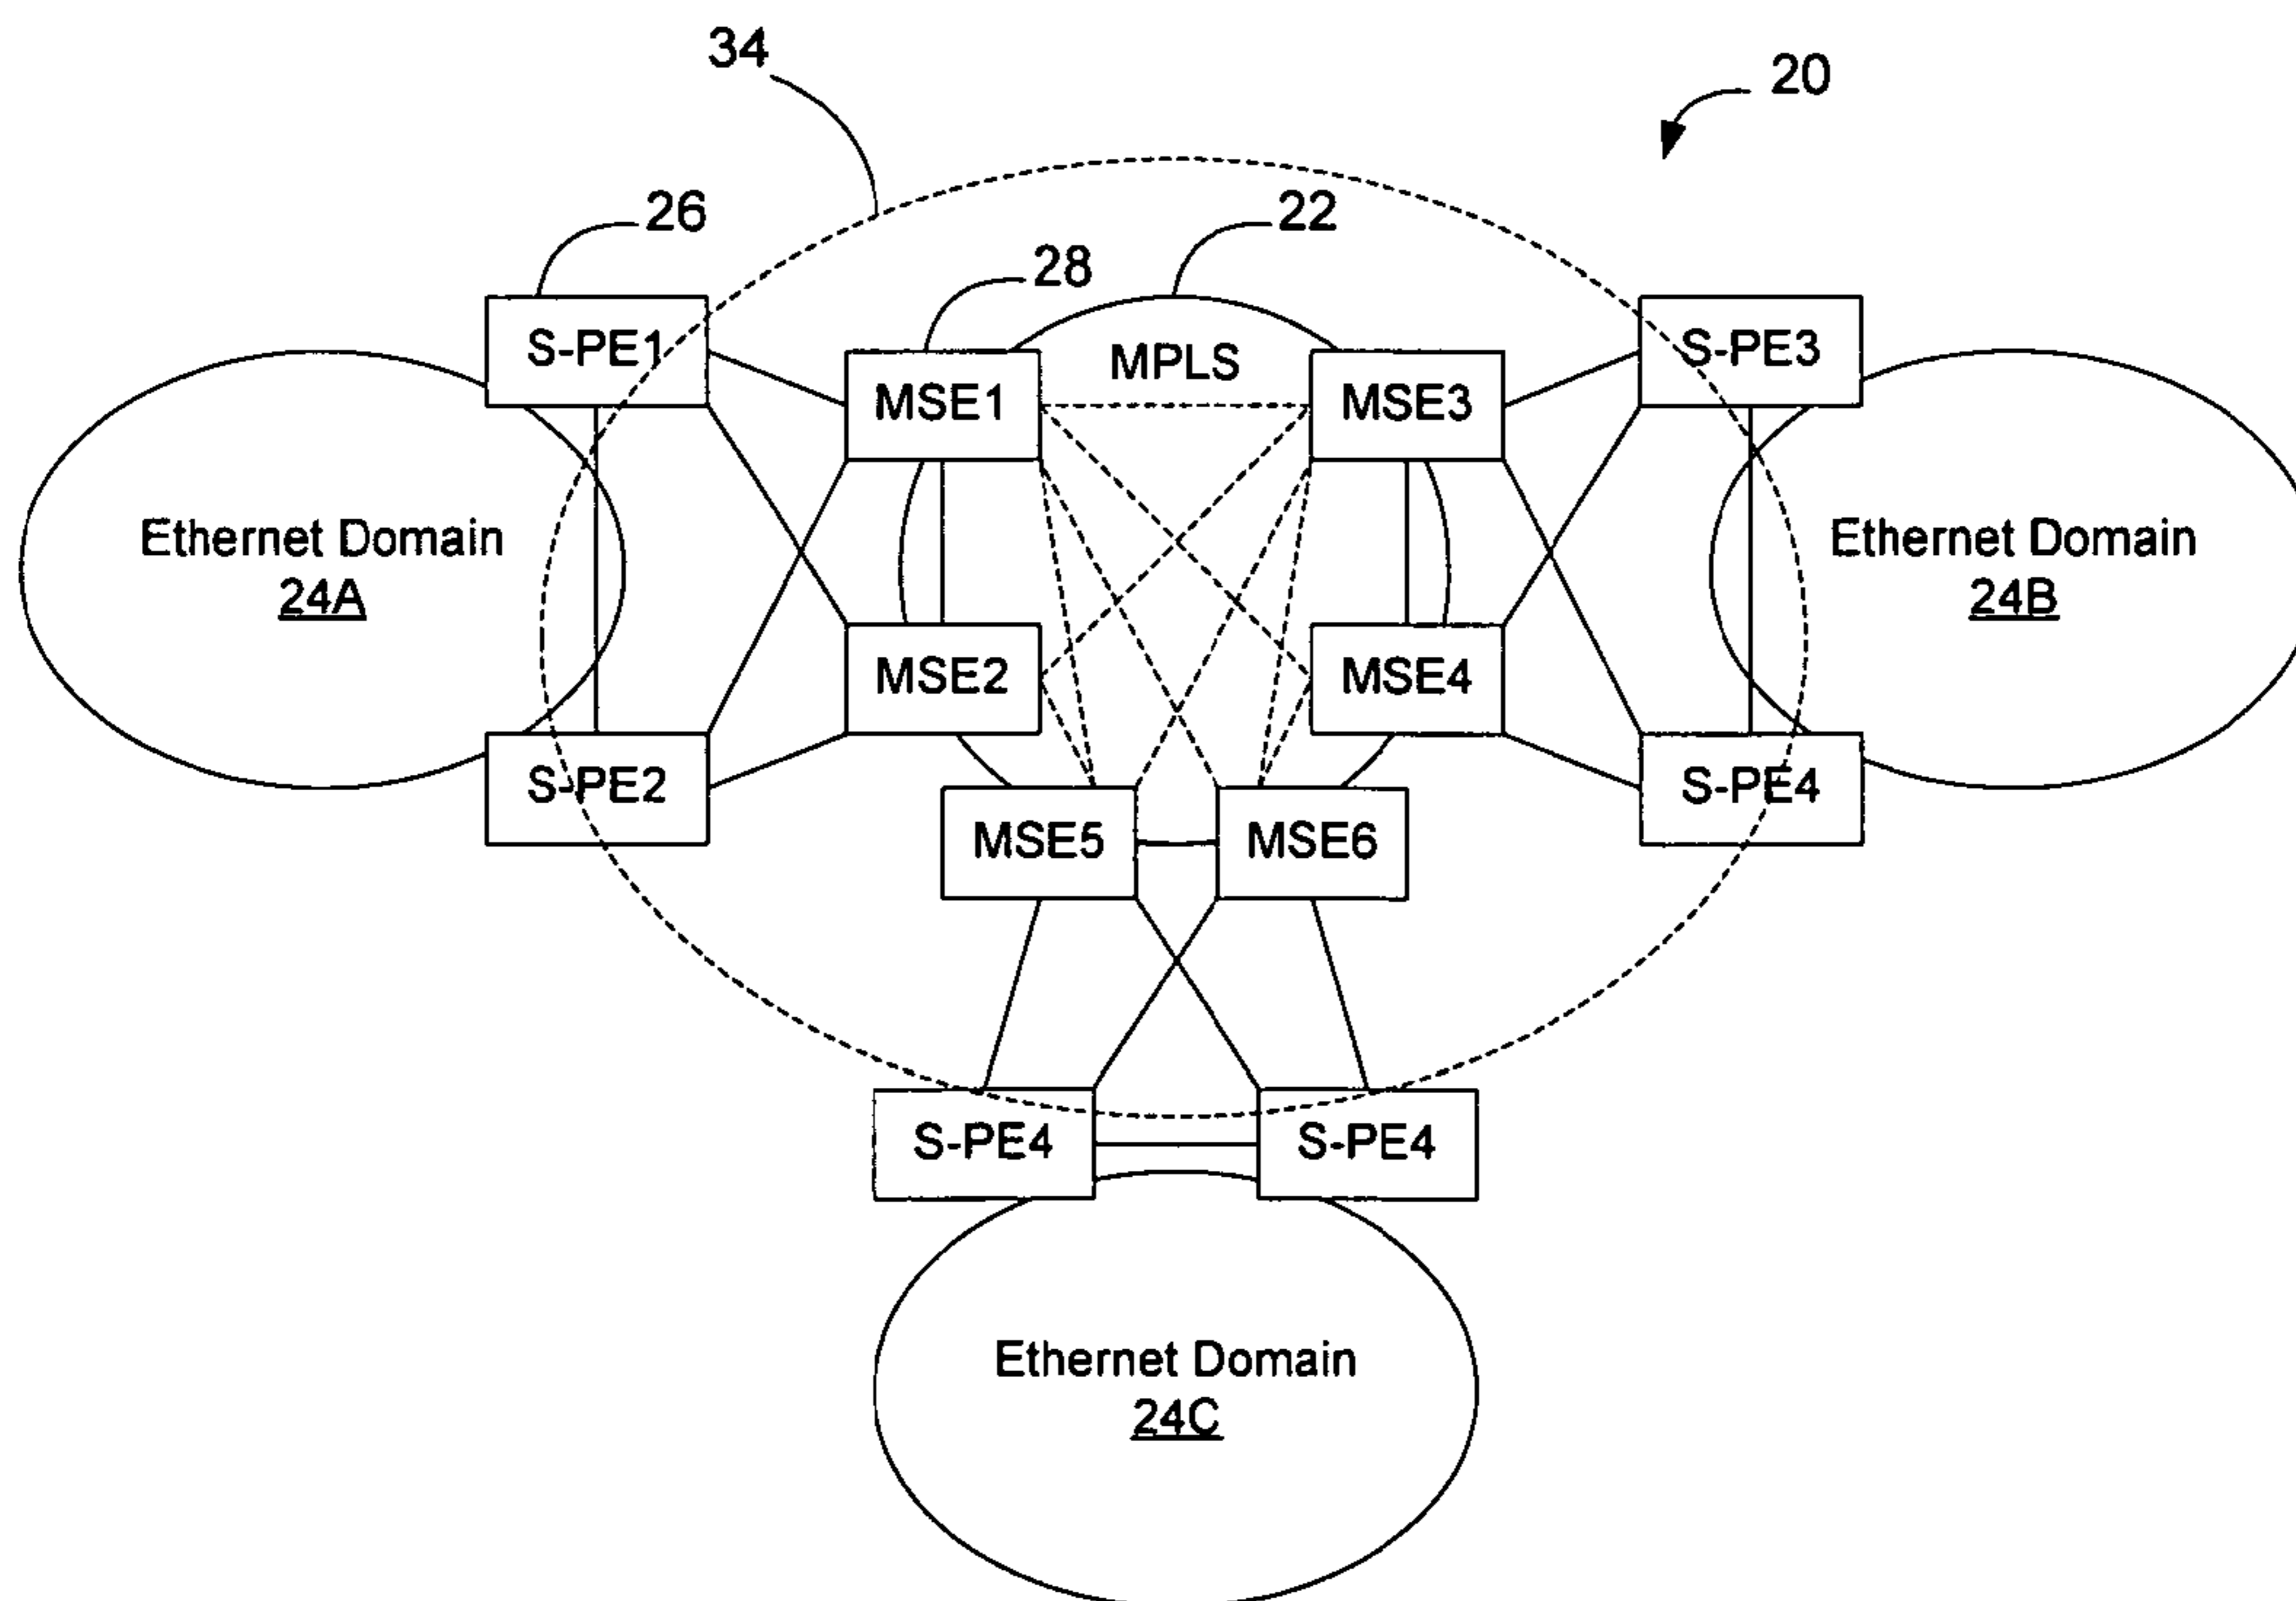 34
20
26
22
28
S-PE1
S-PE3
MPLS
MSE1
MSE3
Ethernet Domain
24A
Ethernet Domain
24B
MSE2
MSE4
S-PE2
S-PE4
MSE5
MSE6
S-PE4
S-PE4
Ethernet Domain
24C